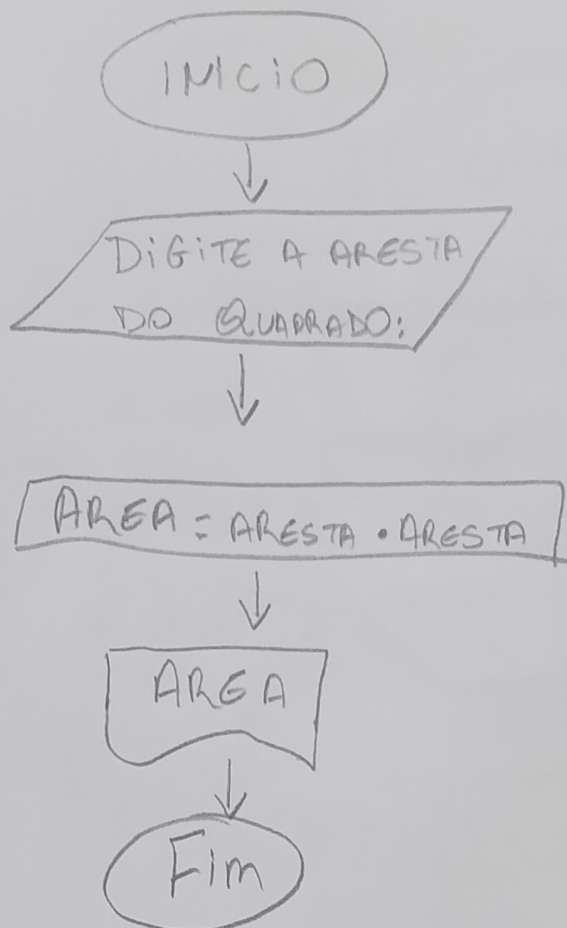 INICIO
DiGiTE A ARESTA
DO QUADRADO:
AREA = ARESTA • ARESTA
AREA
Fim